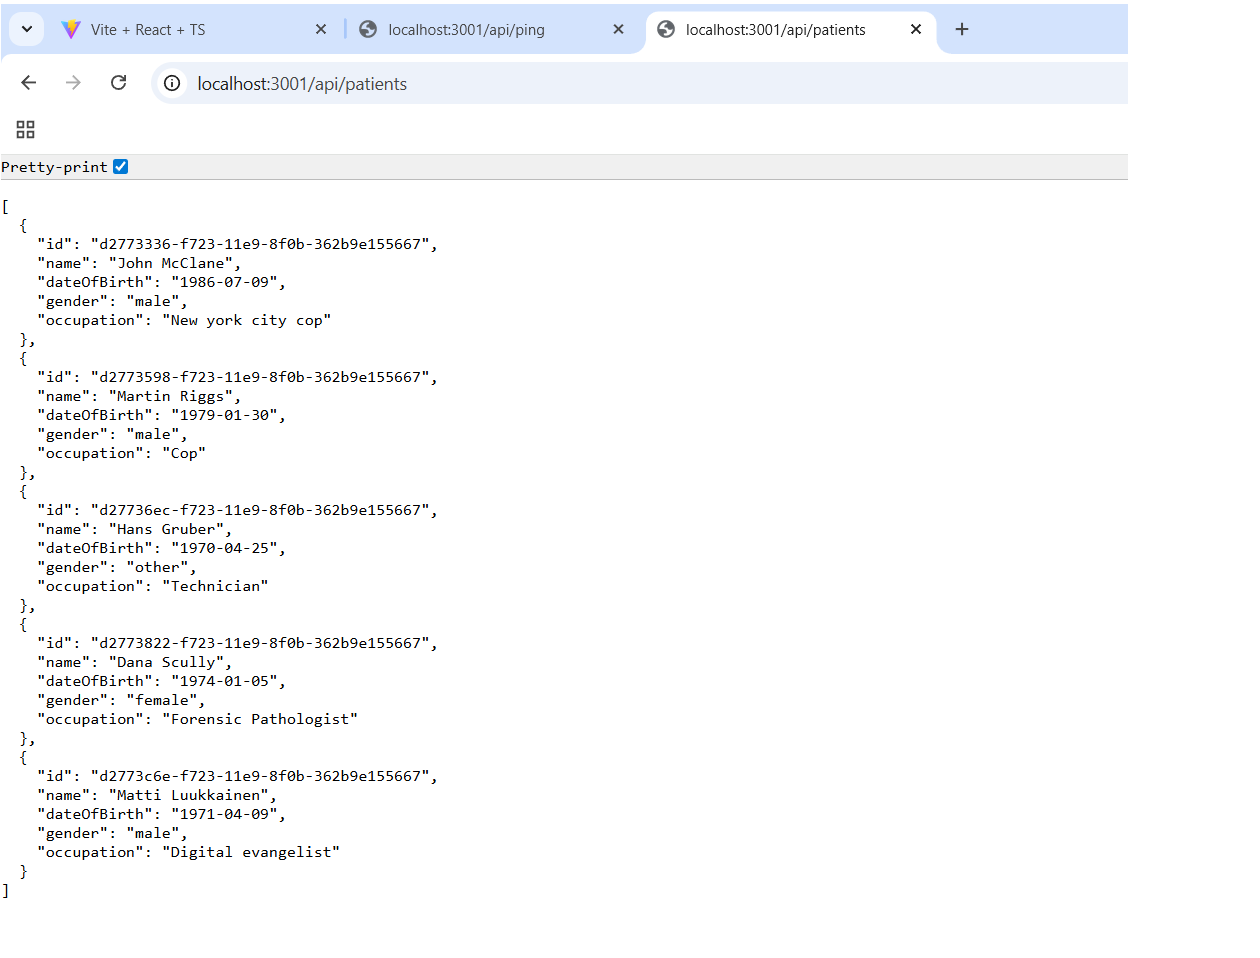 Vite + React + TS
localhost:3001/api/ping
localhost:3001/api/patients
localhost:3001/api/patients
Pretty-print
[
  {
    "id": "d2773336-f723-11e9-8f0b-362b9e155667",
    "name": "John McClane",
    "dateOfBirth": "1986-07-09",
    "gender": "male",
    "occupation": "New york city cop"
  },
  {
    "id": "d2773598-f723-11e9-8f0b-362b9e155667",
    "name": "Martin Riggs",
    "dateOfBirth": "1979-01-30",
    "gender": "male",
    "occupation": "Cop"
  },
  {
    "id": "d27736ec-f723-11e9-8f0b-362b9e155667",
    "name": "Hans Gruber",
    "dateOfBirth": "1970-04-25",
    "gender": "other",
    "occupation": "Technician"
  },
  {
    "id": "d2773822-f723-11e9-8f0b-362b9e155667",
    "name": "Dana Scully",
    "dateOfBirth": "1974-01-05",
    "gender": "female",
    "occupation": "Forensic Pathologist"
  },
  {
    "id": "d2773c6e-f723-11e9-8f0b-362b9e155667",
    "name": "Matti Luukkainen",
    "dateOfBirth": "1971-04-09",
    "gender": "male",
    "occupation": "Digital evangelist"
  }
]